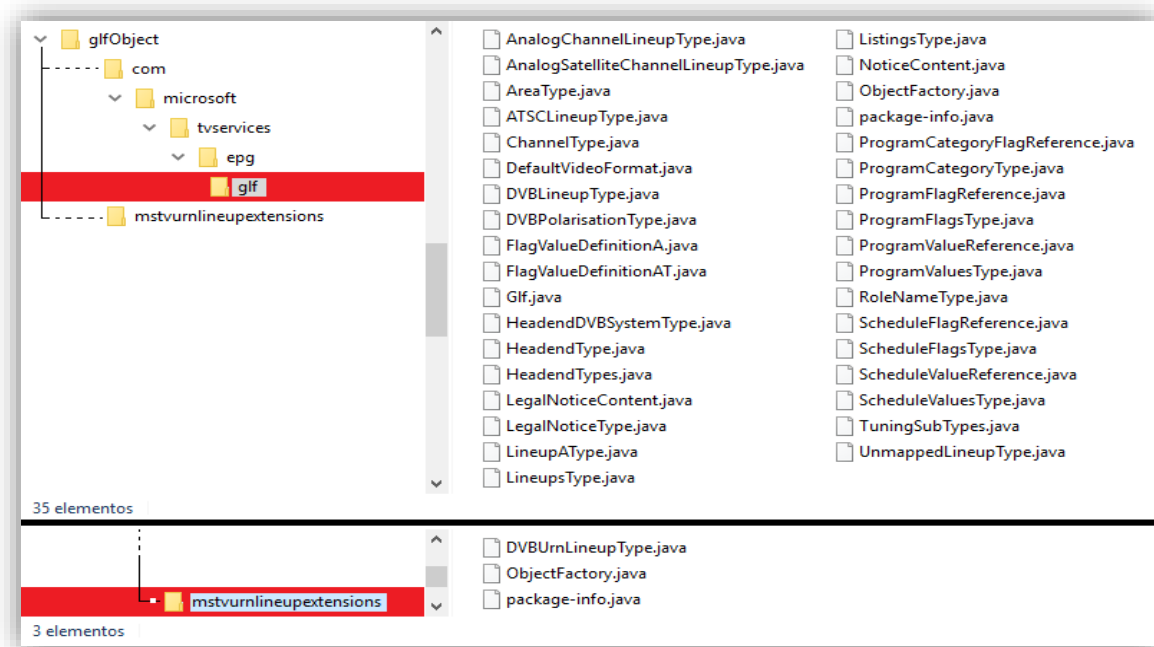 glfObject
com
microsoft
tvservices
epg
glf
mstvurnlineupextensions
AnalogChannelLineupType.java
AnalogSatelliteChannelLineupType.java
AreaType.java
ATSCLineupType.java
ChannelType.java
DefaultVideoFormat.java
DVBLineupType.java
DVBPolarisationType.java
FlagValueDefinitionA.java
FlagValueDefinitionAT.java
Glf.java
HeadendDVBSystemType.java
HeadendType.java
HeadendTypes.java
LegalNoticeContent.java
LegalNoticeType.java
LineupAType.java
LineupsType.java
ListingsType.java
NoticeContent.java
ObjectFactory.java
package-info.java
ProgramCategoryFlagReference.java
ProgramCategoryType.java
ProgramFlagReference.java
ProgramFlagsType.java
ProgramValueReference.java
ProgramValuesType.java
RoleNameType.java
ScheduleFlagReference.java
ScheduleFlagsType.java
ScheduleValueReference.java
ScheduleValuesType.java
TuningSubTypes.java
UnmappedLineupType.java
35 elementos
mstvurnlineupextensions
DVBUrnLineupType.java
ObjectFactory.java
package-info.java
3 elementos